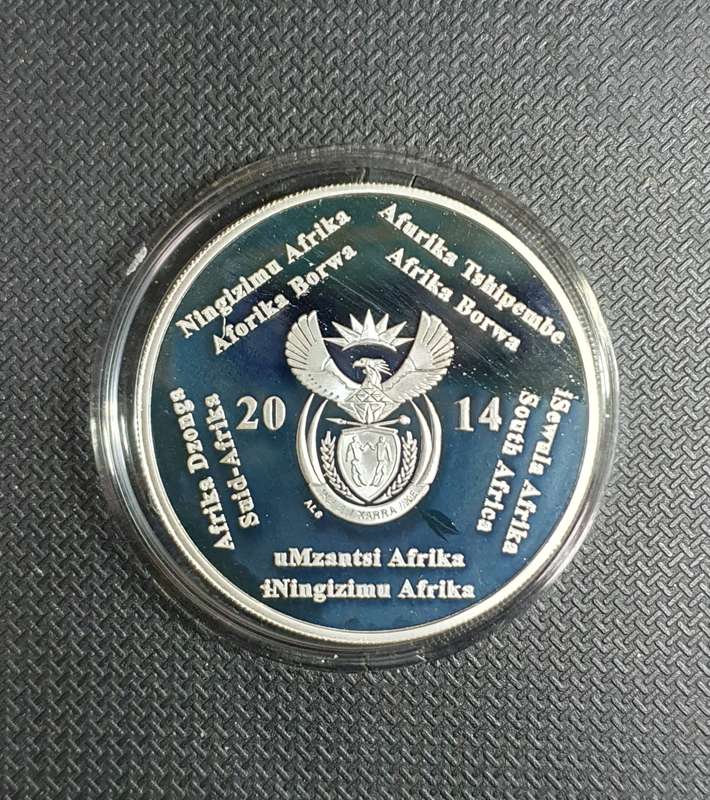 Ningizimu Afrika
Aforika Borwa
Afurika Tshipembe
Afrika Borwa
iSewula Afrika
South Africa
Afrika Dzonga
Suid-Afrika
20 14
ALS
uMzantsi Afrika
iNingizimu Afrika